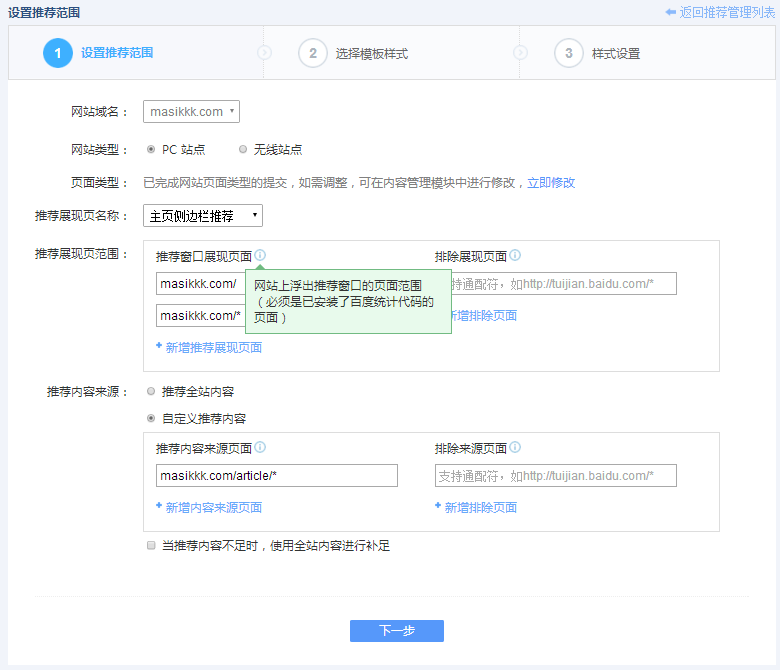 设置推荐范围
返回推荐管理列表
1 设置推荐范围
2 选择模板样式
3 样式设置
网站域名： masikkk.com
网站类型： PC 站点 无线站点
页面类型： 已完成网站页面类型的提交，如需调整，可在内容管理模块中进行修改，立即修改
推荐展现页名称： 主页侧边栏推荐
推荐展现页范围： 推荐窗口展现页面 排除展现页面
masikkk.com/
持通配符，如http://tuijian.baidu.com/*
网站上浮出推荐窗口的页面范围
（必须是已安装了百度统计代码的
页面）
masikkk.com/*
新增排除页面
+ 新增推荐展现页面
推荐内容来源： 推荐全站内容
自定义推荐内容
推荐内容来源页面 排除来源页面
masikkk.com/article/*
支持通配符，如http://tuijian.baidu.com/*
+ 新增内容来源页面 + 新增排除页面
当推荐内容不足时，使用全站内容进行补足
下一步